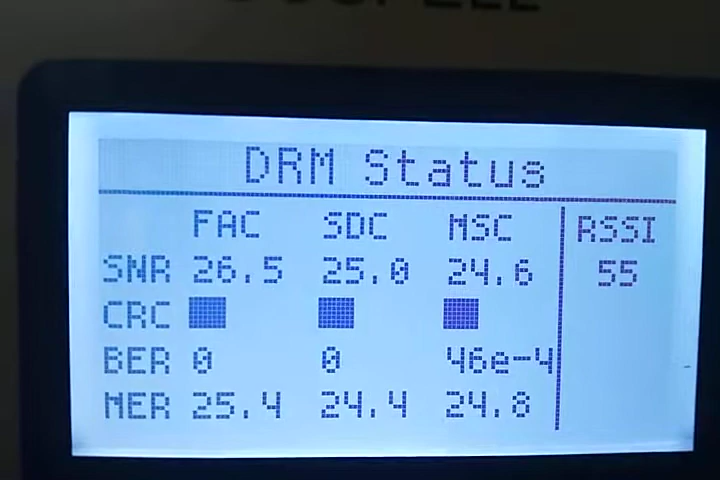 DRM Status
FAC SDC MSC RSSI
SNR 26.5 25.0 24.6 55
CRC
BER 0 0 46e-4
MER 25.4 24.4 24.8